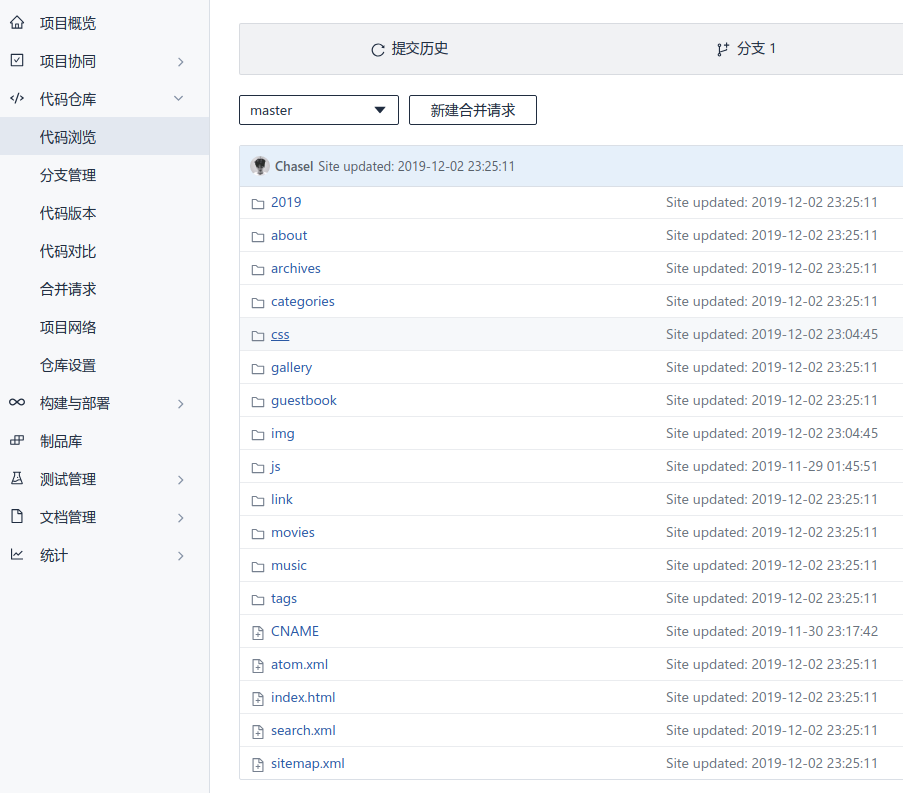 项目概览
项目协同
代码仓库
代码浏览
分支管理
代码版本
代码对比
合并请求
项目网络
仓库设置
构建与部署
制品库
测试管理
文档管理
统计
提交历史 分支 1
master 新建合并请求
Chasel Site updated: 2019-12-02 23:25:11
2019 Site updated: 2019-12-02 23:25:11
about Site updated: 2019-12-02 23:25:11
archives Site updated: 2019-12-02 23:25:11
categories Site updated: 2019-12-02 23:25:11
css Site updated: 2019-12-02 23:04:45
gallery Site updated: 2019-12-02 23:25:11
guestbook Site updated: 2019-12-02 23:25:11
img Site updated: 2019-12-02 23:04:45
js Site updated: 2019-11-29 01:45:51
link Site updated: 2019-12-02 23:25:11
movies Site updated: 2019-12-02 23:25:11
music Site updated: 2019-12-02 23:25:11
tags Site updated: 2019-12-02 23:25:11
CNAME Site updated: 2019-11-30 23:17:42
atom.xml Site updated: 2019-12-02 23:25:11
index.html Site updated: 2019-12-02 23:25:11
search.xml Site updated: 2019-12-02 23:25:11
sitemap.xml Site updated: 2019-12-02 23:25:11